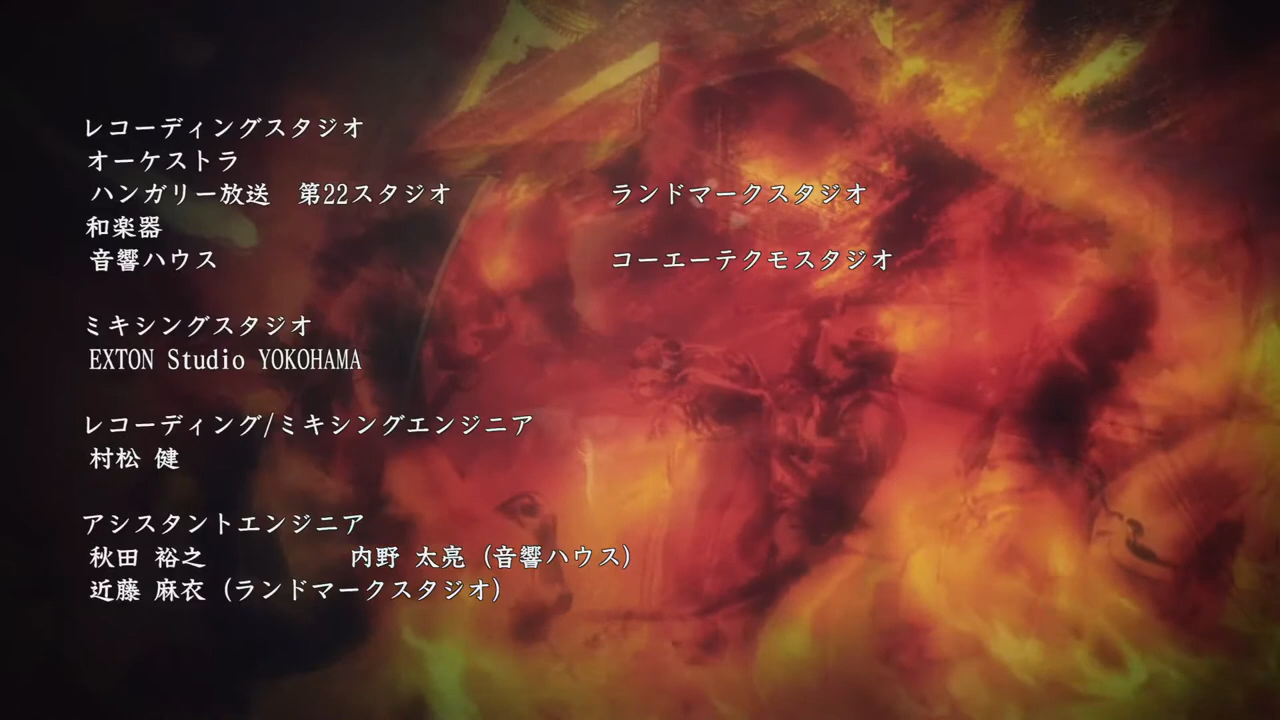 レコーディングスタジオ
オーケストラ
ハンガリー放送　第22スタジオ　ランドマークスタジオ
和楽器
音響ハウス　コーエーテクモスタジオ
ミキシングスタジオ
EXTON Studio YOKOHAMA
レコーディング/ミキシングエンジニア
村松 健
アシスタントエンジニア
秋田 裕之　内野 太亮 (音響ハウス)
近藤 麻衣 (ランドマークスタジオ)